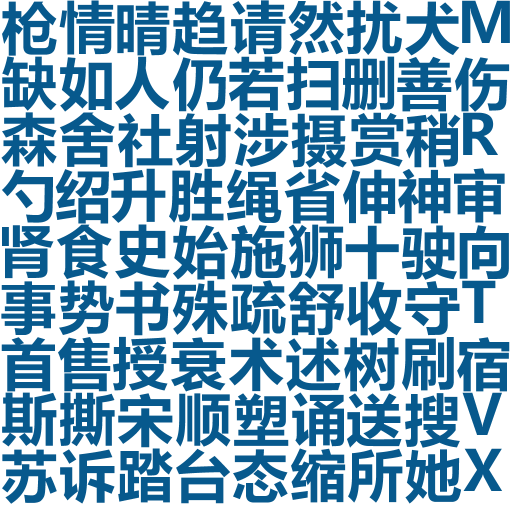 枪情晴趋请然扰犬M
缺如人仍若扫删善伤
森舍社射涉摄赏稍R
勺绍升胜绳省伸神审
肾食史始施狮十驶向
事势书殊疏舒收守T
首售授衰术述树刷宿
斯撕宋顺塑诵送搜V
苏诉踏台态缩所她X